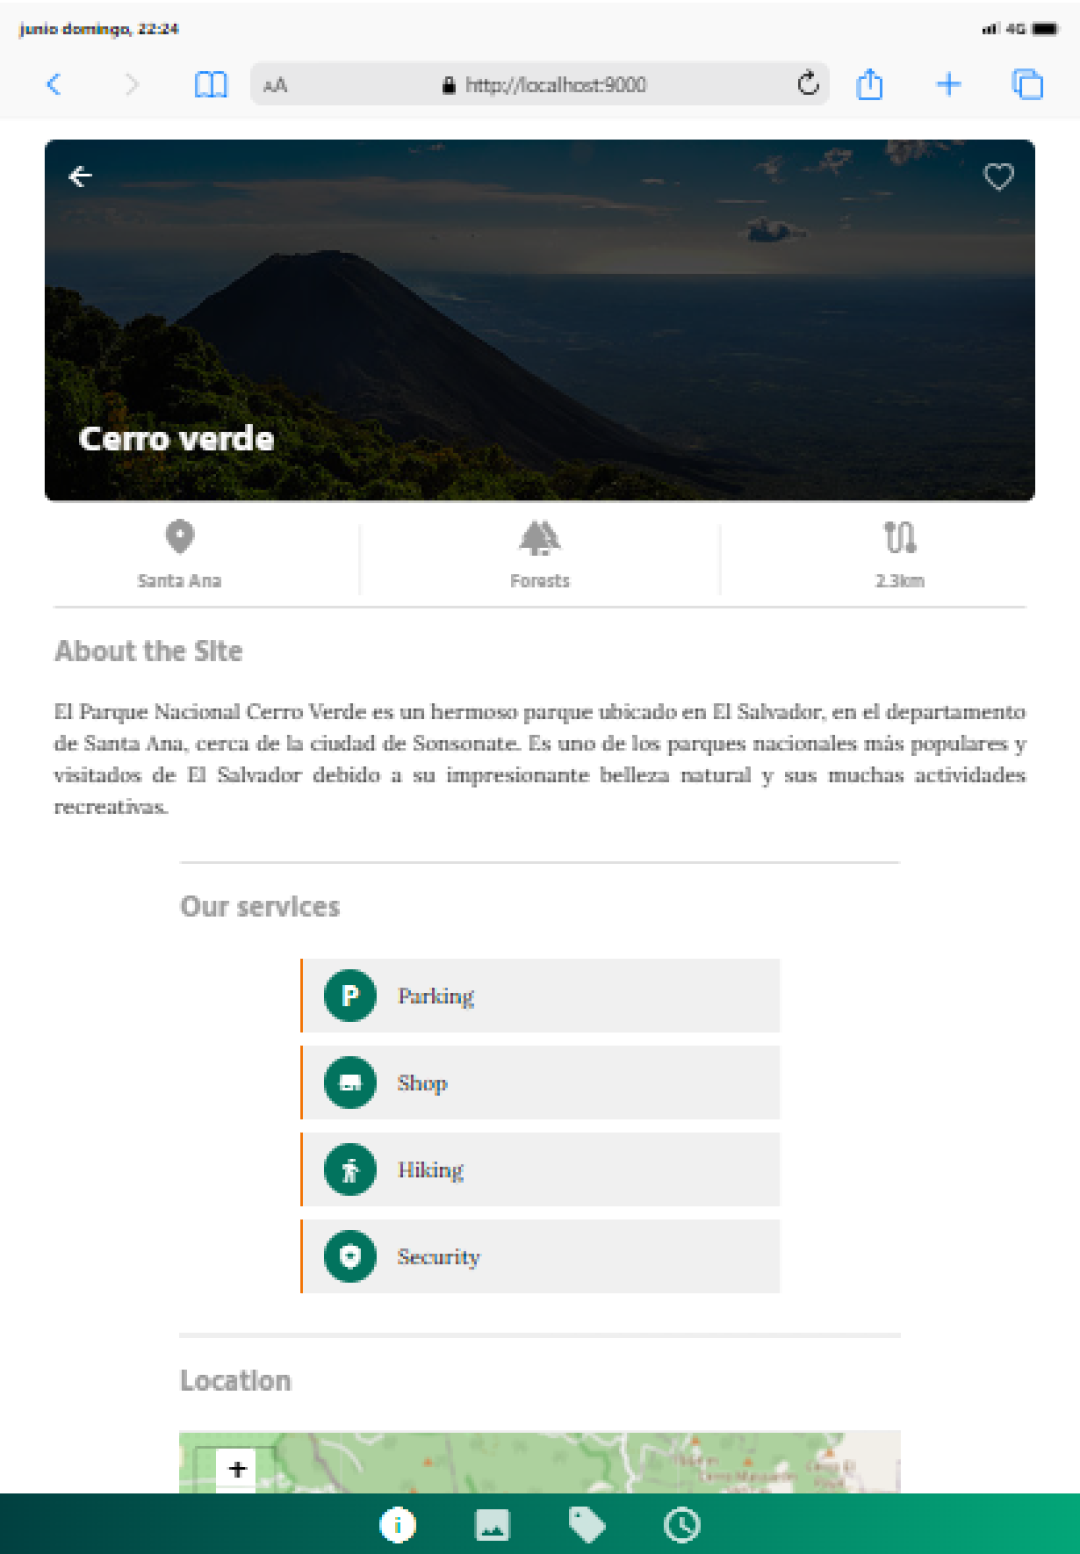 junio domingo, 22:24
4G
AA
http://localhost:9000
Cerro verde
Santa Ana
Forests
2.3km
About the Site
El Parque Nacional Cerro Verde es un hermoso parque ubicado en El Salvador, en el departamento
de Santa Ana, cerca de la ciudad de Sonsonate. Es uno de los parques nacionales más populares y
visitados de El Salvador debido a su impresionante belleza natural y sus muchas actividades
recreativas.
Our services
P
Parking
Shop
Hiking
Security
Location
+